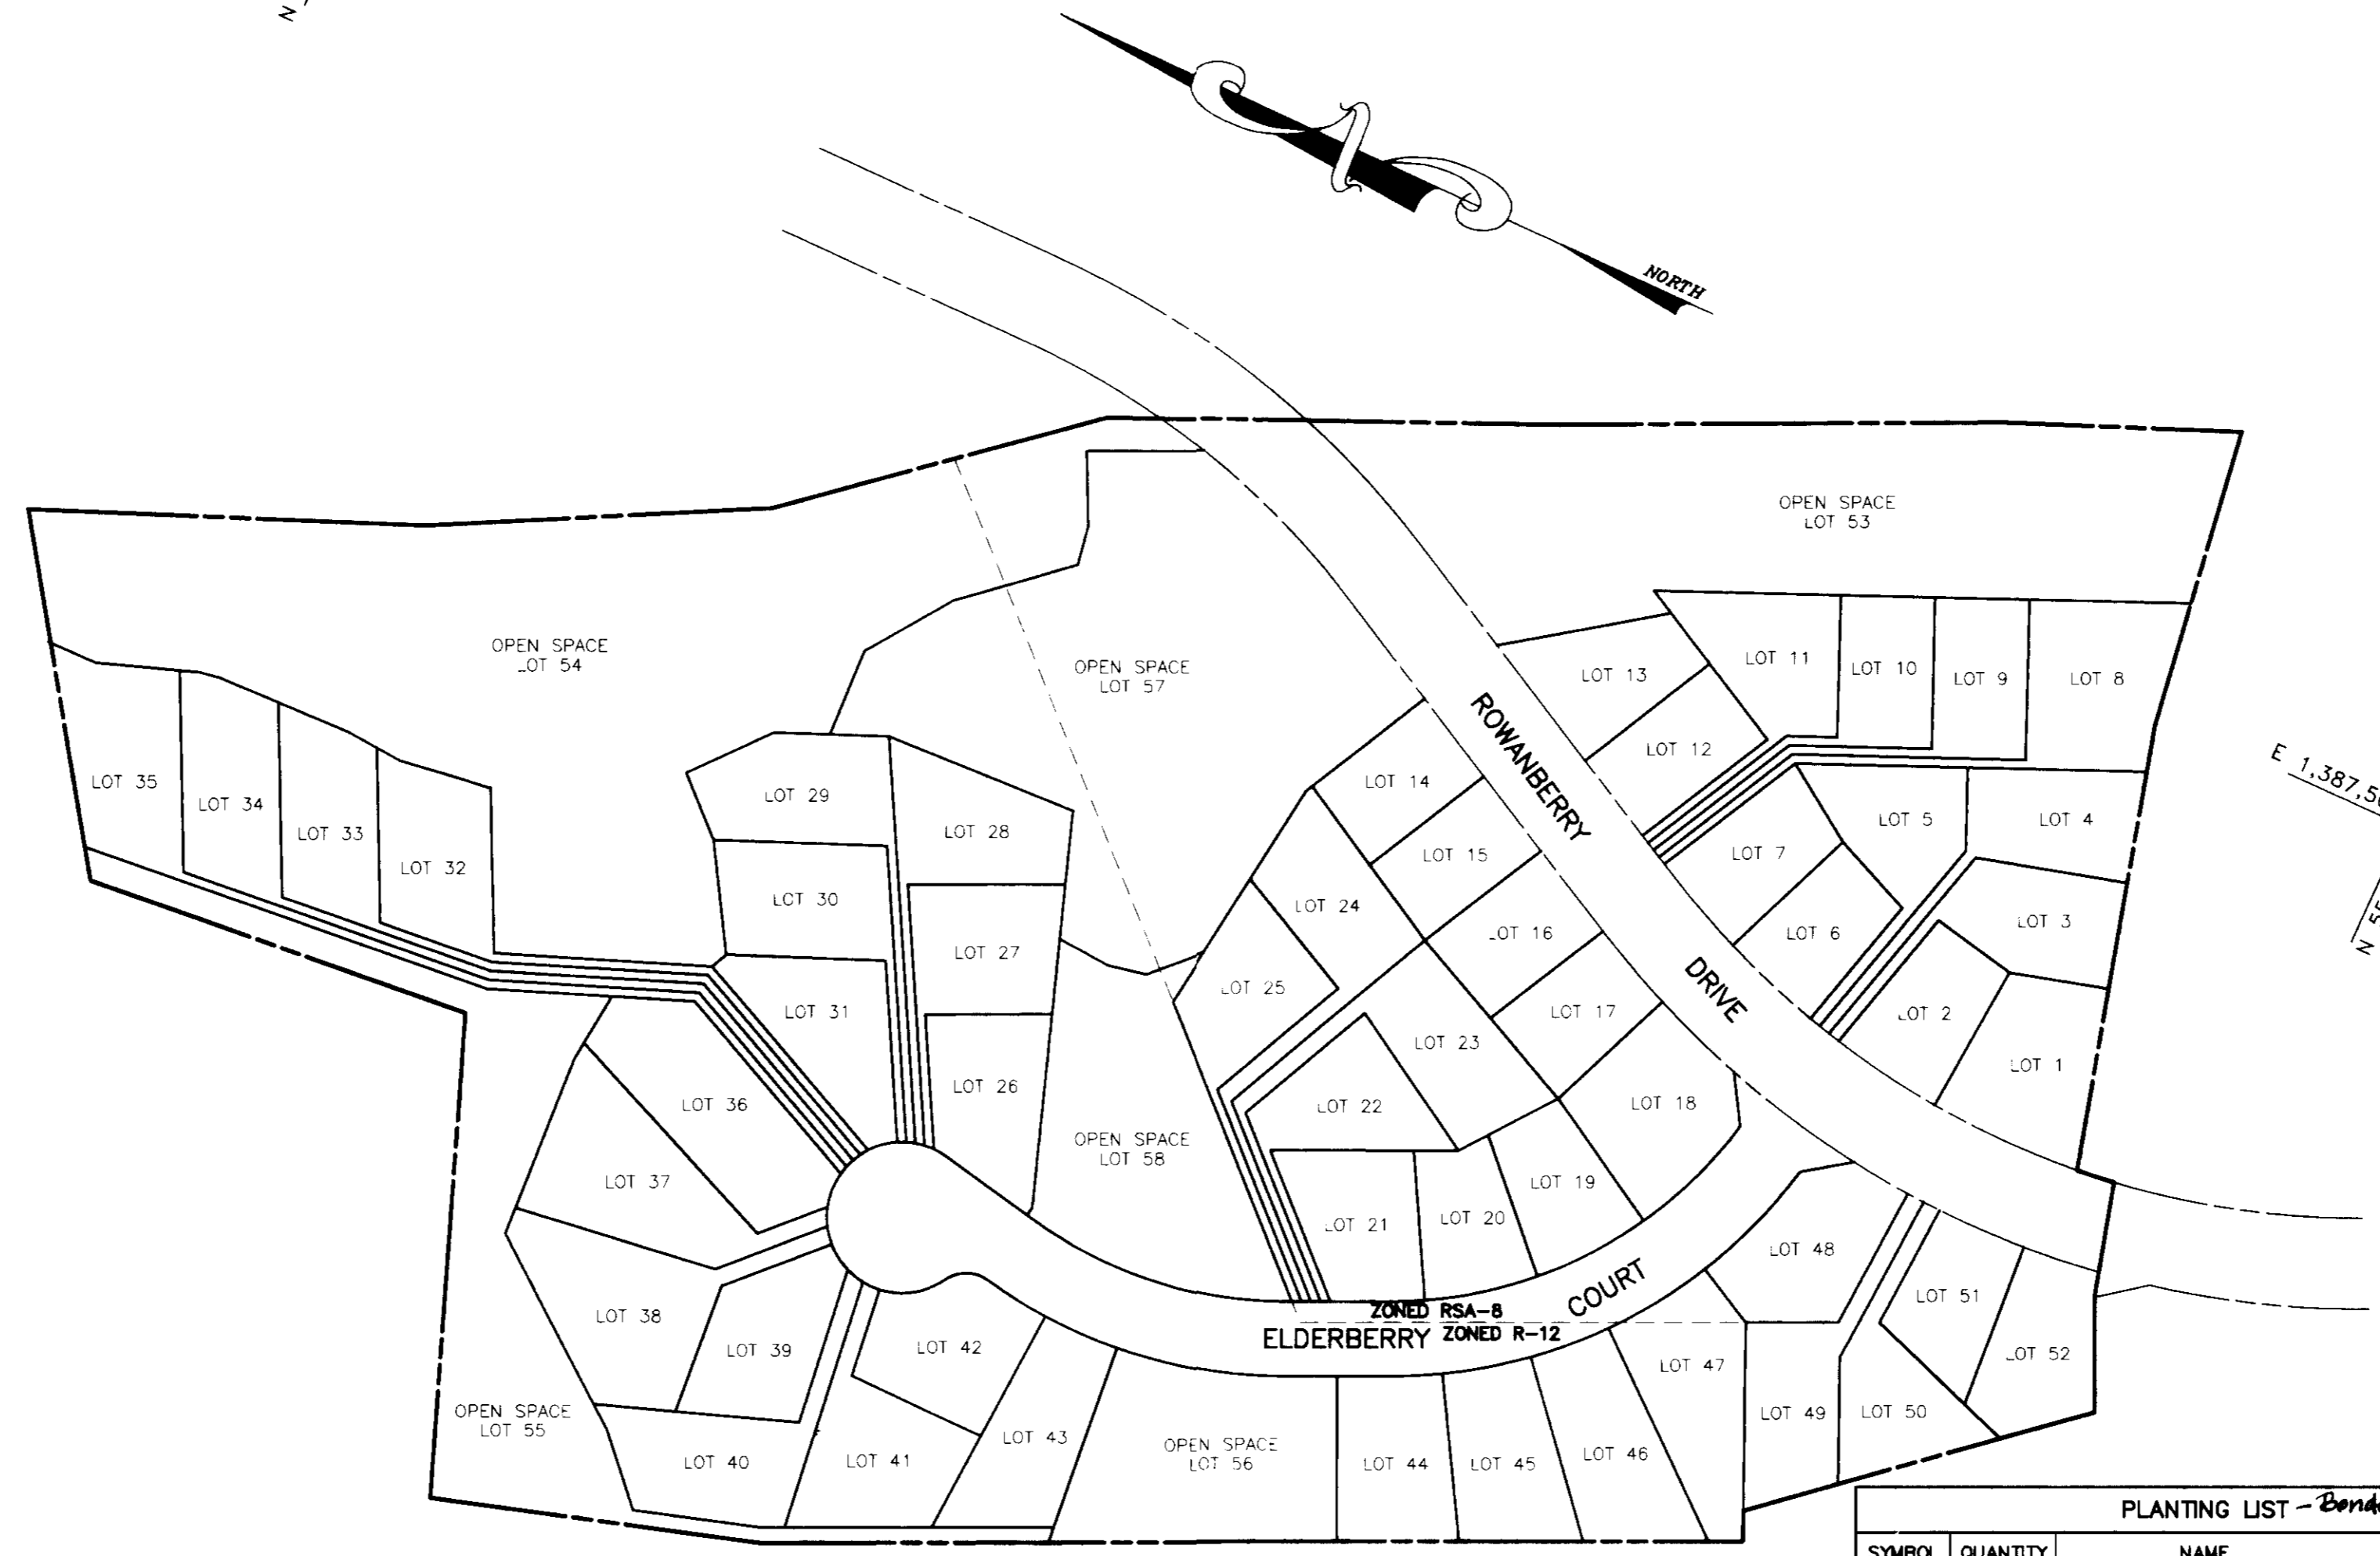 N
NORTH
OPEN SPACE
LOT 53
OPEN SPACE
LOT 54
OPEN SPACE
LOT 57
LOT 13
LOT 11
LOT 10
LOT 9
LOT 8
ROWANBERRY
DRIVE
LOT 12
E 1,387,50
N 55
LOT 35
LOT 34
LOT 33
LOT 32
LOT 29
LOT 28
LOT 14
LOT 15
LOT 7
LOT 5
LOT 4
LOT 30
LOT 27
LOT 24
LOT 16
LOT 6
LOT 3
LOT 31
LOT 25
LOT 17
LOT 2
LOT 36
LOT 26
LOT 23
LOT 1
LOT 22
LOT 18
OPEN SPACE
LOT 58
LOT 37
LOT 21
LOT 20
LOT 19
LOT 48
LOT 38
LOT 39
LOT 42
ZONED RSA-8
ELDERBERRY
COURT
ZONED R-12
LOT 51
LOT 47
LOT 52
OPEN SPACE
LOT 55
LOT 40
LOT 41
LOT 43
OPEN SPACE
LOT 56
LOT 44
LOT 45
LOT 46
LOT 49
LOT 50
PLANTING LIST -
SYMBOL QUANTITY NAME